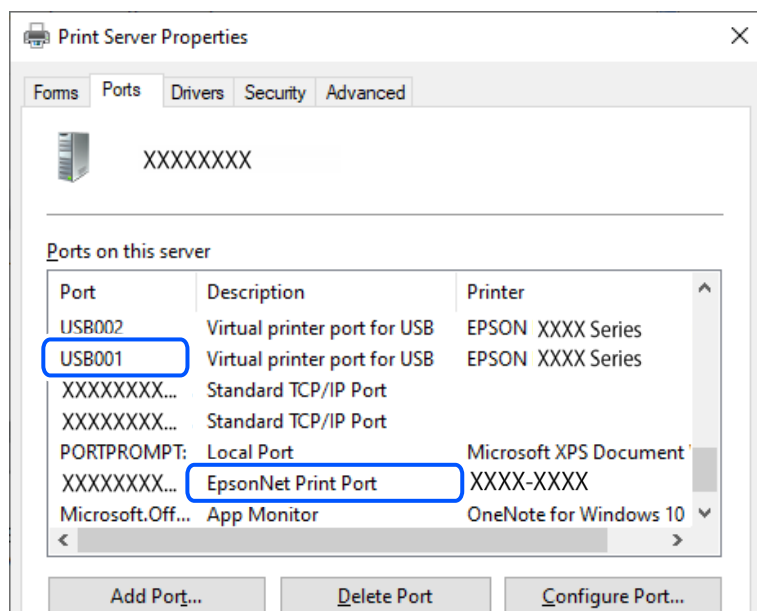 Print Server Properties
Forms Ports Drivers Security Advanced
XXXXXXXX
Ports on this server
Port Description Printer
USB002 Virtual printer port for USB EPSON XXXX Series
USB001 Virtual printer port for USB EPSON XXXX Series
XXXXXXXX... Standard TCP/IP Port
XXXXXXXX... Standard TCP/IP Port
PORTPROMPT: Local Port Microsoft XPS Document
XXXXXXXX... EpsonNet Print Port XXXX-XXXX
Microsoft.Off... App Monitor OneNote for Windows 10
Add Port... Delete Port Configure Port...